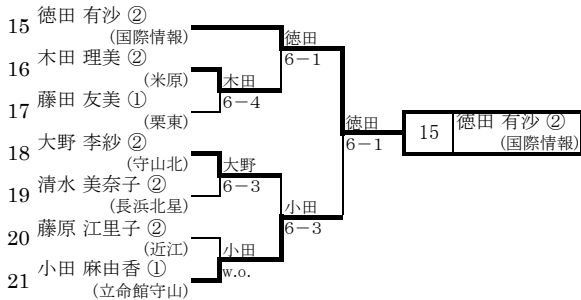 15 徳田 有沙 ②
(国際情報)
徳田
6－1
16 木田 理美 ②
(米原)
木田
6－4
17 藤田 友美 ①
(栗東)
徳田
6－1
15 徳田 有沙 ②
(国際情報)
18 大野 李紗 ②
(守山北)
大野
6－3
19 清水 美奈子 ②
(長浜北星)
小田
6－3
20 藤原 江里子 ②
(近江)
小田
w.o.
21 小田 麻由香 ①
(立命館守山)